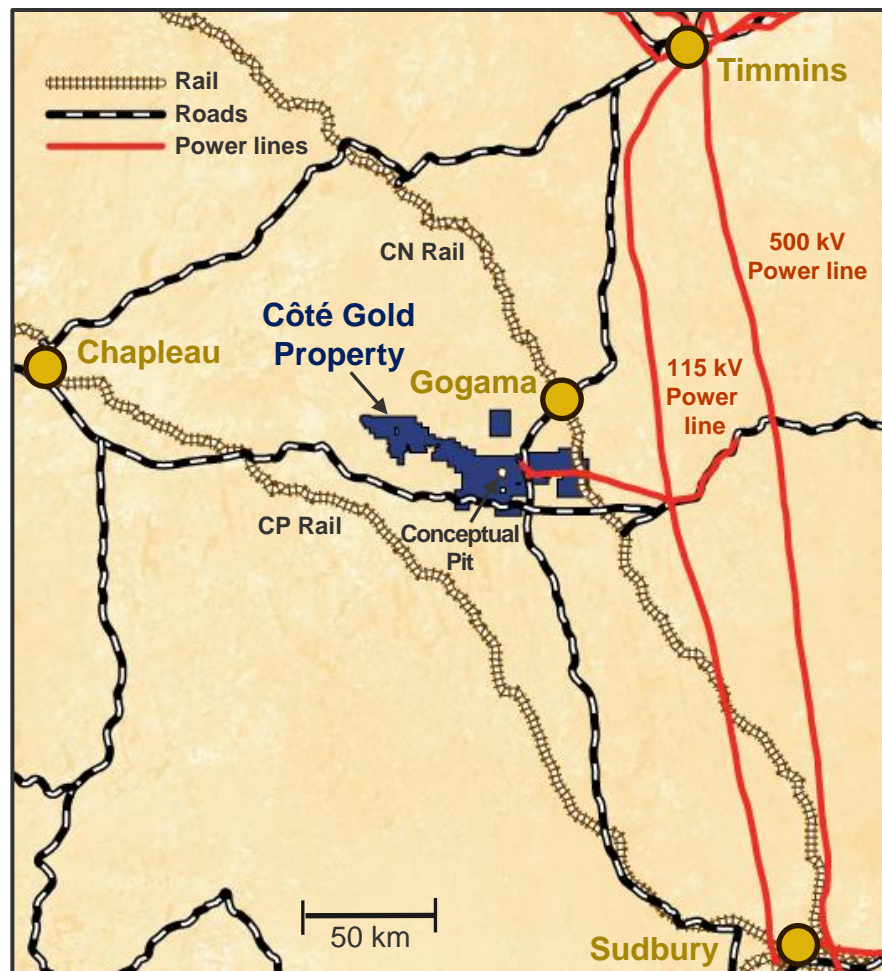 Timmins
Rail
Roads
Power lines
500 kV
Power line
CN Rail
Côté Gold
Property
Chapleau
Gogama
115 kV
Power
line
CP Rail
Conceptual
Pit
50 km
Sudbury